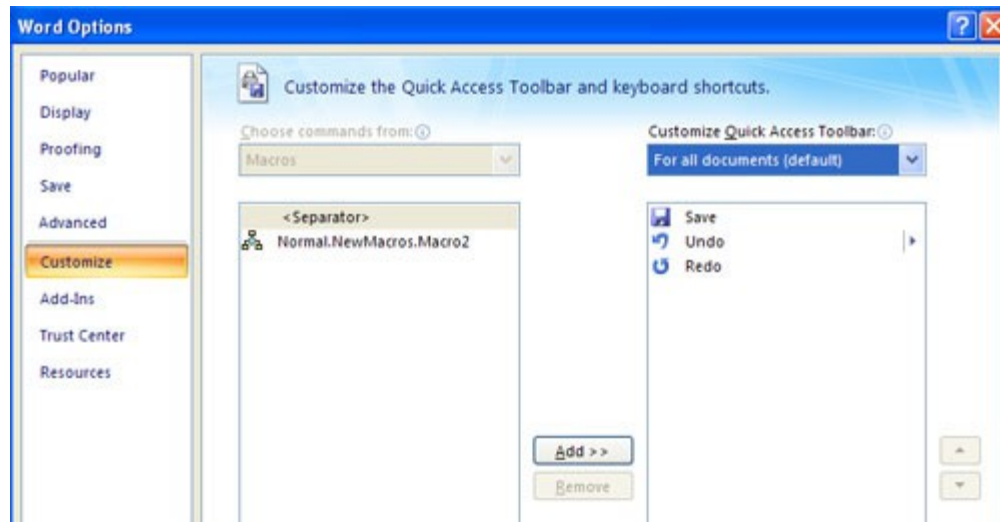 Word Options
Popular
Display
Proofing
Save
Advanced
Customize
Add-Ins
Trust Center
Resources
Customize the Quick Access Toolbar and keyboard shortcuts.
Choose commands from:
Macros
<Separator>
Normal.NewMacros.Macro2
Add >>
Remove
Customize Quick Access Toolbar:
For all documents (default)
Save
Undo
Redo